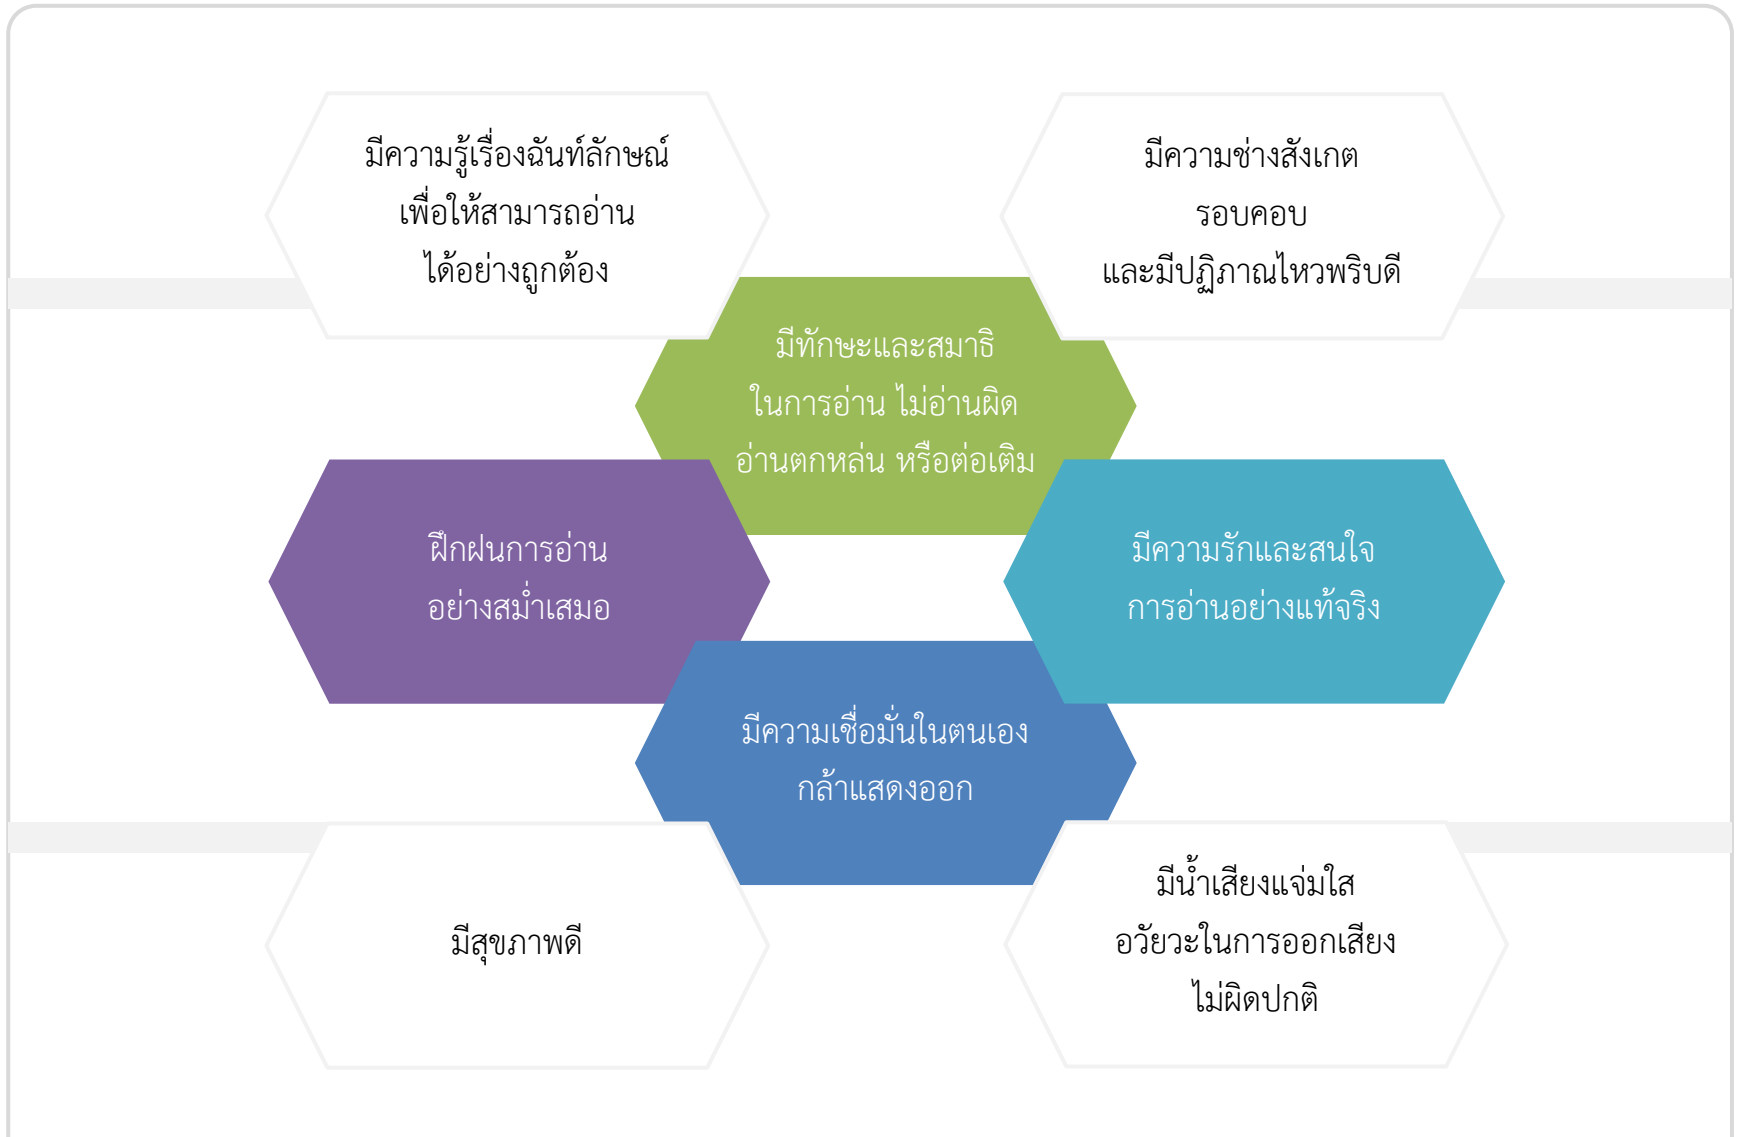 มีความรู้เรื่องฉันท์ลักษณ์
เพื่อให้สามารถอ่าน
ได้อย่างถูกต้อง
มีความช่างสังเกต
รอบคอบ
และมีปฏิภาณไหวพริบดี
มีทักษะและสมาธิ
ในการอ่าน ไม่อ่านผิด
อ่านตกหล่น หรือต่อเติม
ฝึกฝนการอ่าน
อย่างสม่ำเสมอ
มีความรักและสนใจ
การอ่านอย่างแท้จริง
มีความเชื่อมั่นในตนเอง
กล้าแสดงออก
มีสุขภาพดี
มีน้ำเสียงแจ่มใส
อวัยวะในการออกเสียง
ไม่ผิดปกติ